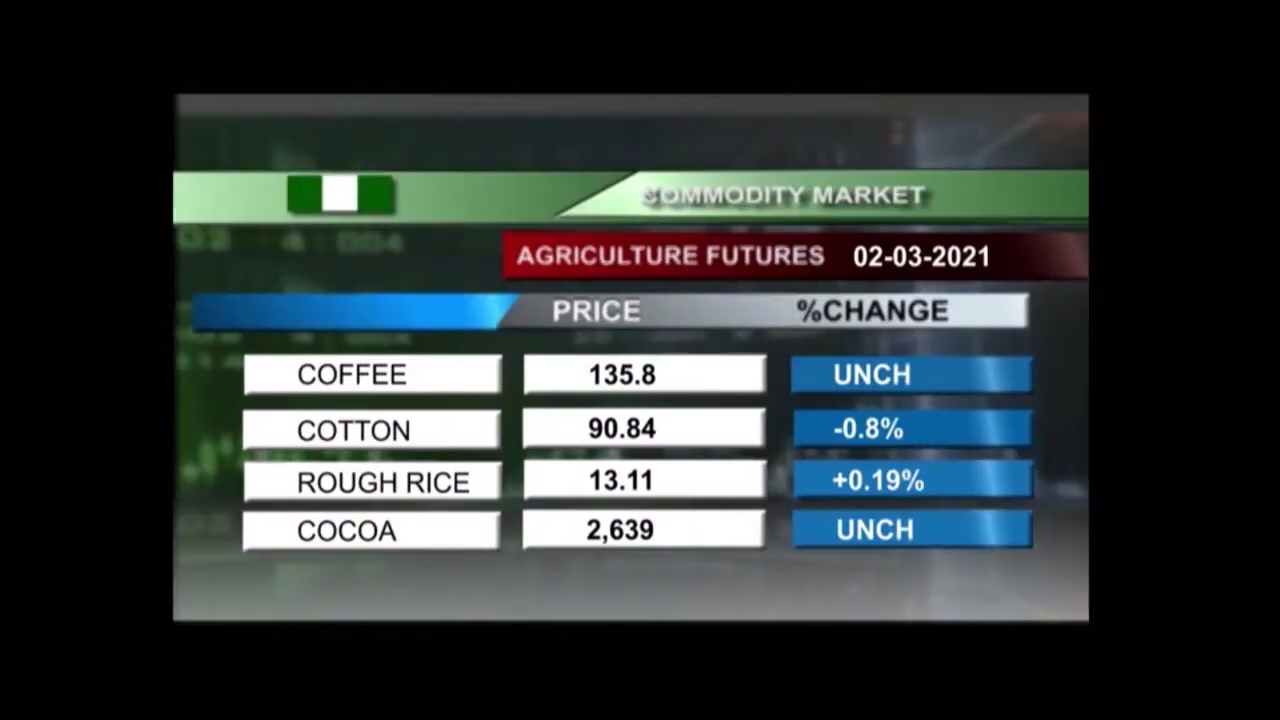 COMMODITY MARKET
AGRICULTURE FUTURES 02-03-2021
PRICE %CHANGE
COFFEE 135.8 UNCH
COTTON 90.84 -0.8%
ROUGH RICE 13.11 +0.19%
COCOA 2,639 UNCH